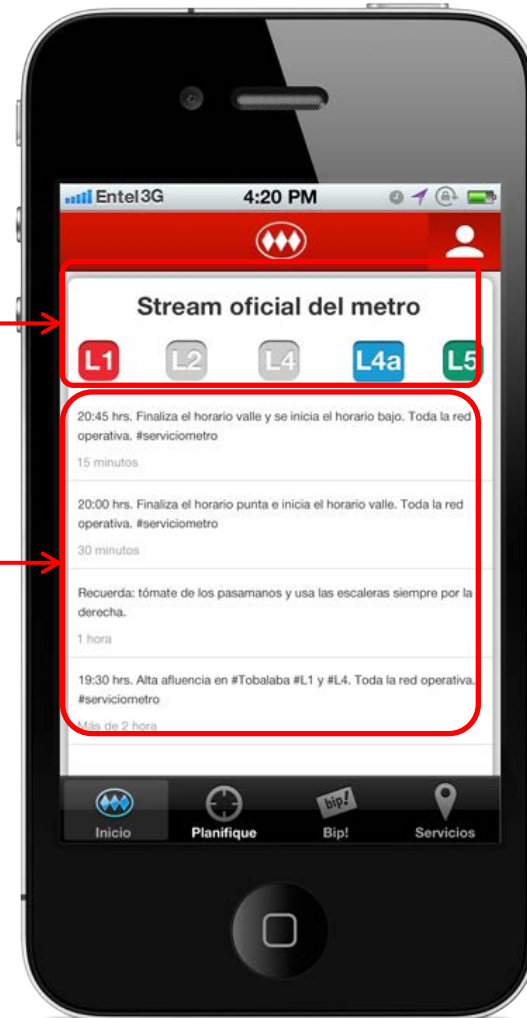 Entel 3G 4:20 PM
Stream oficial del metro
L1 L2 L4 L4a L5
20:45 hrs. Finaliza el horario valle y se inicia el horario bajo. Toda la red
operativa. #serviciometro
15 minutos
20:00 hrs. Finaliza el horario punta e inicia el horario valle. Toda la red
operativa. #serviciometro
30 minutos
Recuerda: tómate de los pasamanos y usa las escaleras siempre por la
derecha.
1 hora
19:30 hrs. Alta afluencia en #Tobalaba #L1 y #L4. Toda la red operativa.
#serviciometro
Más de 2 hora
bip!
Inicio Planifique Bip! Servicios